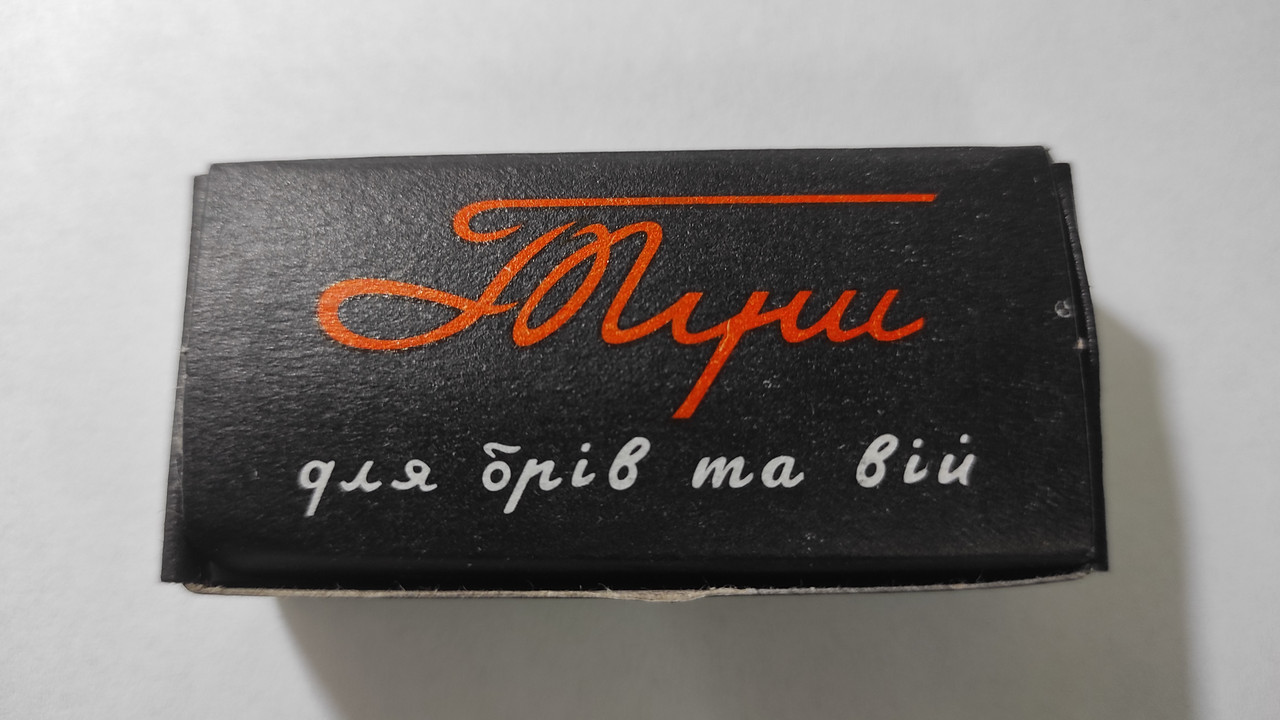 Туш
для брів та вій